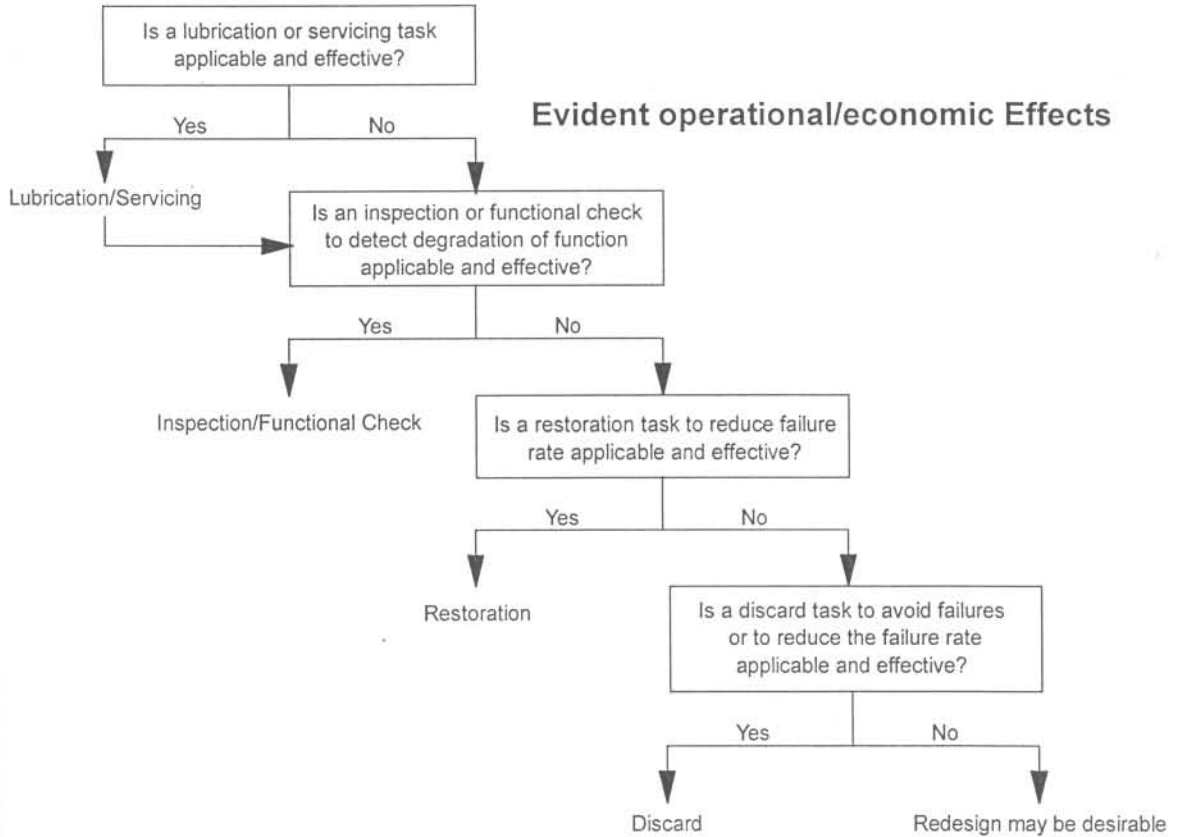 Is a lubrication or servicing task
applicable and effective?
Evident operational/economic Effects
Yes
No
Lubrication/Servicing
Is an inspection or functional check
to detect degradation of function
applicable and effective?
Yes
No
Inspection/Functional Check
Is a restoration task to reduce failure
rate applicable and effective?
Yes
No
Restoration
Is a discard task to avoid failures
or to reduce the failure rate
applicable and effective?
Yes
No
Discard
Redesign may be desirable